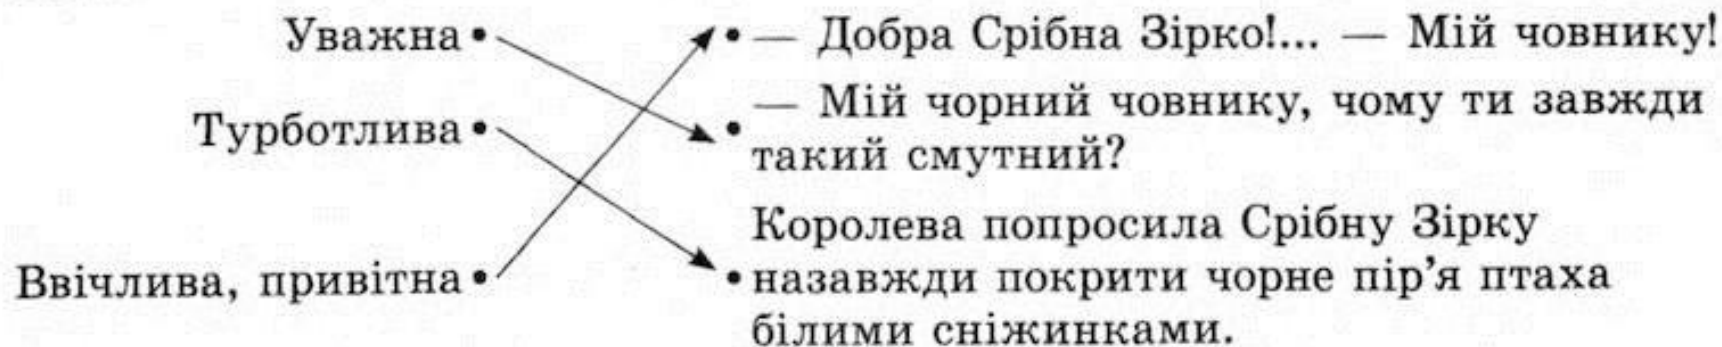 Уважна • • — Добра Срібна Зірко!... — Мій човнику!
— Мій чорний човнику, чому ти завжди
Турботлива • •
такий смутний?
Королева попросила Срібну Зірку
Ввічлива, привітна • • назавжди покрити чорне пір’я птаха
білими сніжинками.